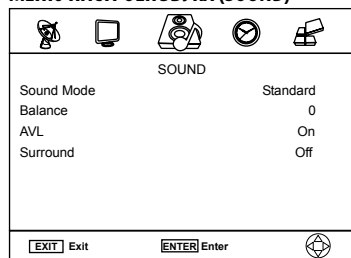 SOUND
Sound Mode Standard
Balance 0
AVL On
Surround Off
EXIT Exit ENTER Enter